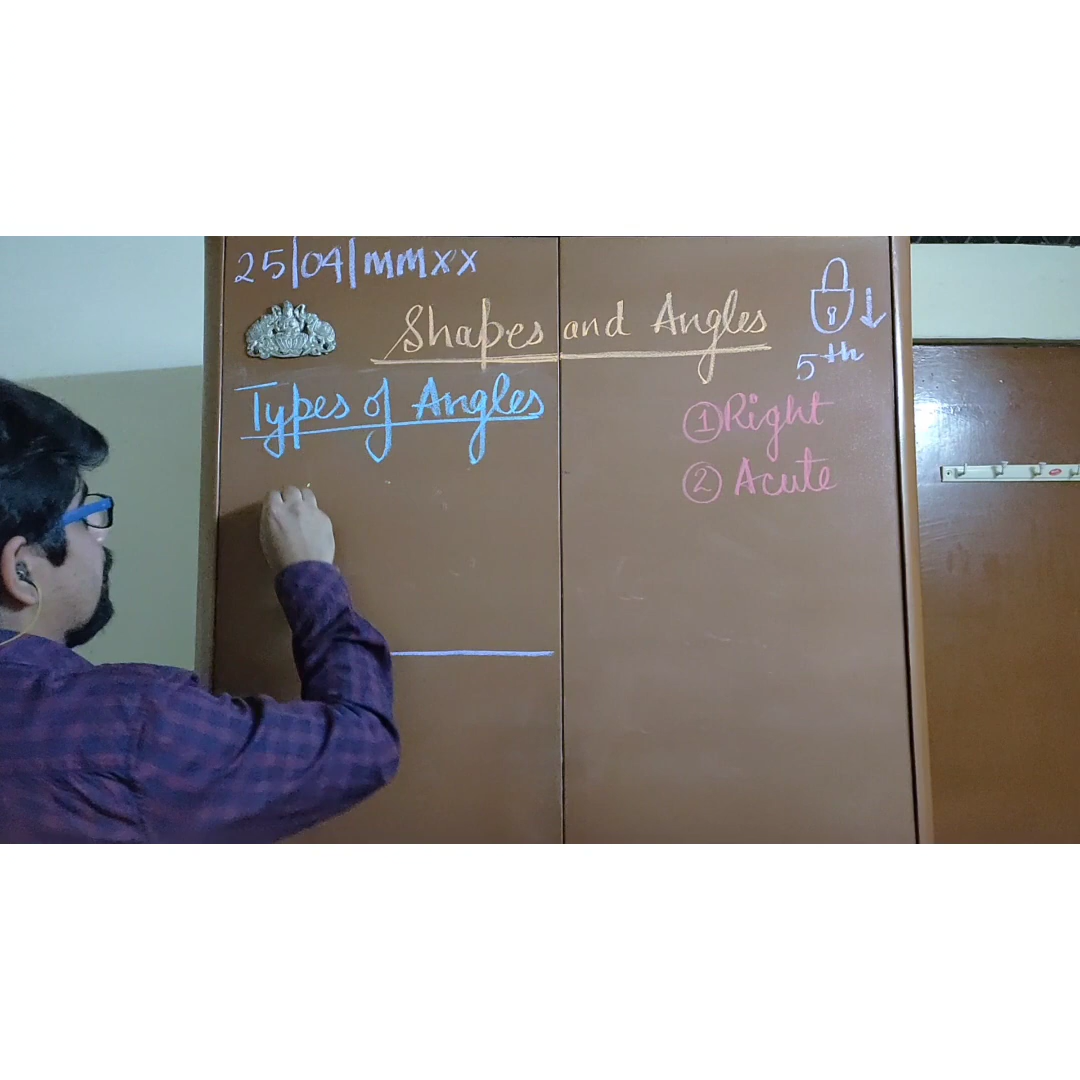 25/04/MMXX
Shapes and Angles
5th
Types of Angles
① Right
② Acute